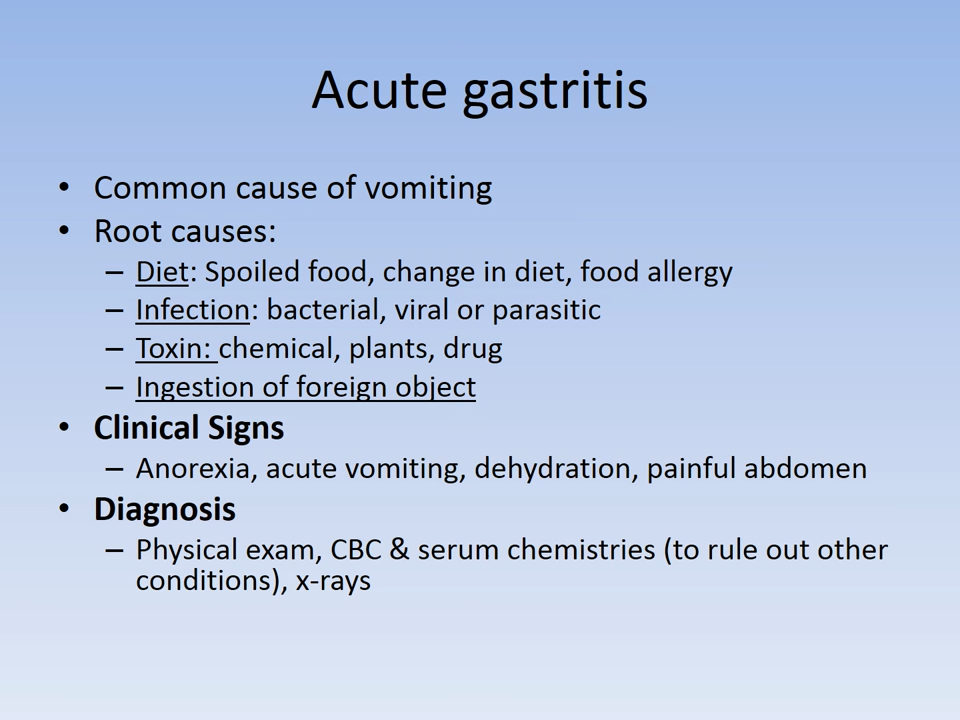 Acute gastritis
• Common cause of vomiting
• Root causes:
– Diet: Spoiled food, change in diet, food allergy
– Infection: bacterial, viral or parasitic
– Toxin: chemical, plants, drug
– Ingestion of foreign object
• Clinical Signs
– Anorexia, acute vomiting, dehydration, painful abdomen
• Diagnosis
– Physical exam, CBC & serum chemistries (to rule out other
conditions), x-rays